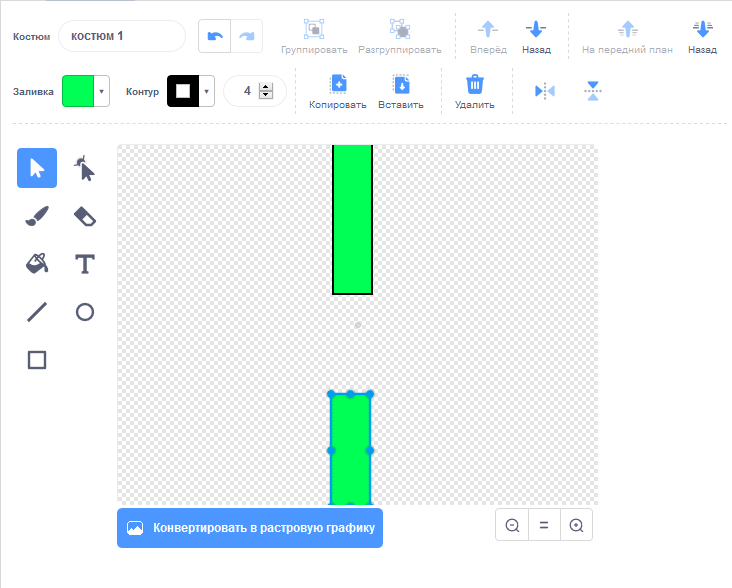 Костюм
костюм 1
Группировать
Разгруппировать
Вперёд
Назад
На передний план
Назад
Заливка
Контур
4
Копировать
Вставить
Удалить
T
Конвертировать в растровую графику